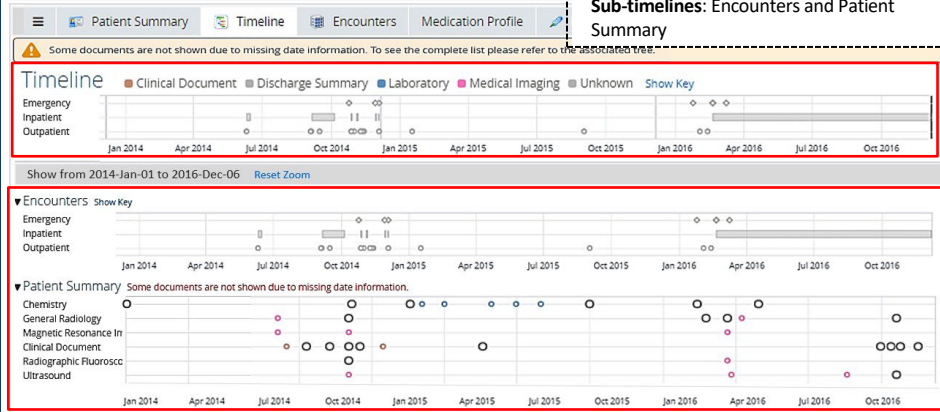 Sub-timelines: Encounters and Patient
Summary
Patient Summary Timeline Encounters Medication Profile
Some documents are not shown due to missing date information. To see the complete list please refer to the associated tree.
Timeline Clinical Document Discharge Summary Laboratory Medical Imaging Unknown Show Key
Emergency
Inpatient
Outpatient
Jan 2014 Apr 2014 Jul 2014 Oct 2014 Jan 2015 Apr 2015 Jul 2015 Oct 2015 Jan 2016 Apr 2016 Jul 2016 Oct 2016
Show from 2014-Jan-01 to 2016-Dec-06 Reset Zoom
Encounters Show Key
Emergency
Inpatient
Outpatient
Jan 2014 Apr 2014 Jul 2014 Oct 2014 Jan 2015 Apr 2015 Jul 2015 Oct 2015 Jan 2016 Apr 2016 Jul 2016 Oct 2016
Patient Summary Some documents are not shown due to missing date information.
Chemistry
General Radiology
Magnetic Resonance Im
Clinical Document
Radiographic Fluorosco
Ultrasound
Jan 2014 Apr 2014 Jul 2014 Oct 2014 Jan 2015 Apr 2015 Jul 2015 Oct 2015 Jan 2016 Apr 2016 Jul 2016 Oct 2016